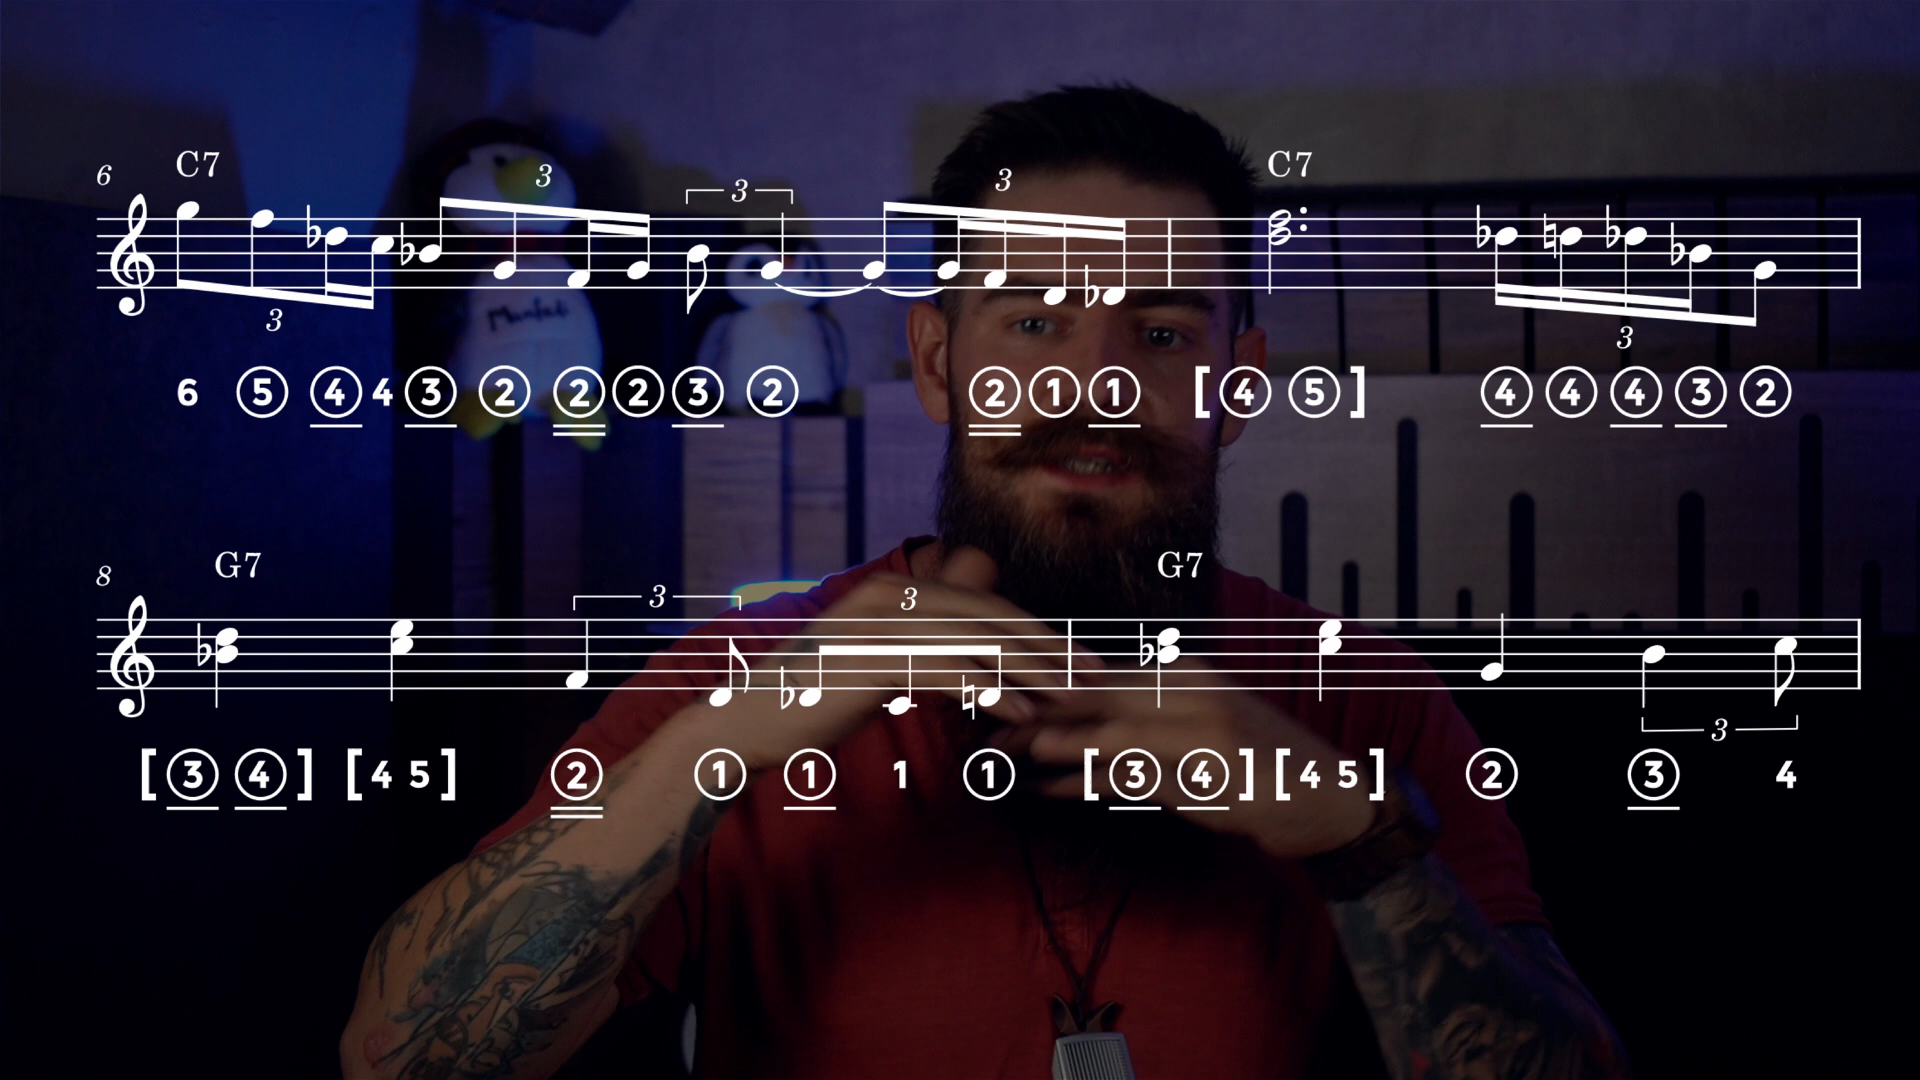 6 C7 3 3 3 C7
3 3
6 ⑤ ④ 4 ③ ② ② ② ③ ② ② ① ① [ ④ ⑤ ] ④ ④ ④ ③ ②
8 G7 3 3 G7
3
[ ③ ④ ] [ 4 5 ] ② ① ① 1 ① [ ③ ④ ] [ 4 5 ] ② ③ 4